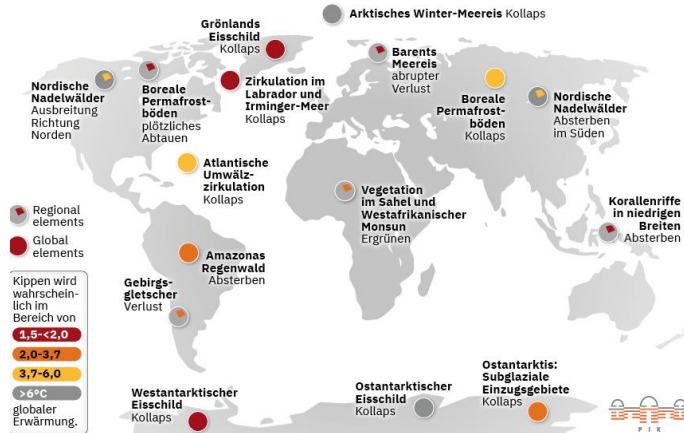 Arktisches Winter-Meereis Kollaps
Grönlands
Eisschild
Kollaps
Barents
Meereis
abrupter
Verlust
Nordische
Nadelwälder
Ausbreitung
Richtung
Norden
Boreale
Permafrost-
böden
plötzliches
Abtauen
Zirkulation im
Labrador und
Irminger-Meer
Kollaps
Boreale
Permafrost-
böden
Kollaps
Nordische
Nadelwälder
Absterben
im Süden
Atlantische
Umwälz-
zirkulation
Kollaps
Vegetation
im Sahel und
Westafrikanischer
Monsun
Ergrünen
Korallenriffe
in niedrigen
Breiten
Absterben
Regional
elements
Global
elements
Amazonas
Regenwald
Absterben
Gebirgs-
gletscher
Verlust
Kippen wird
wahrschein-
lich im
Bereich von
1,5-<2,0
2,0-3,7
3,7-6,0
>6°C
globaler
Erwärmung.
Westantarktischer
Eisschild
Kollaps
Ostantarktischer
Eisschild
Kollaps
Ostantarktis:
Subglaziale
Einzugsgebiete
Kollaps
PIK